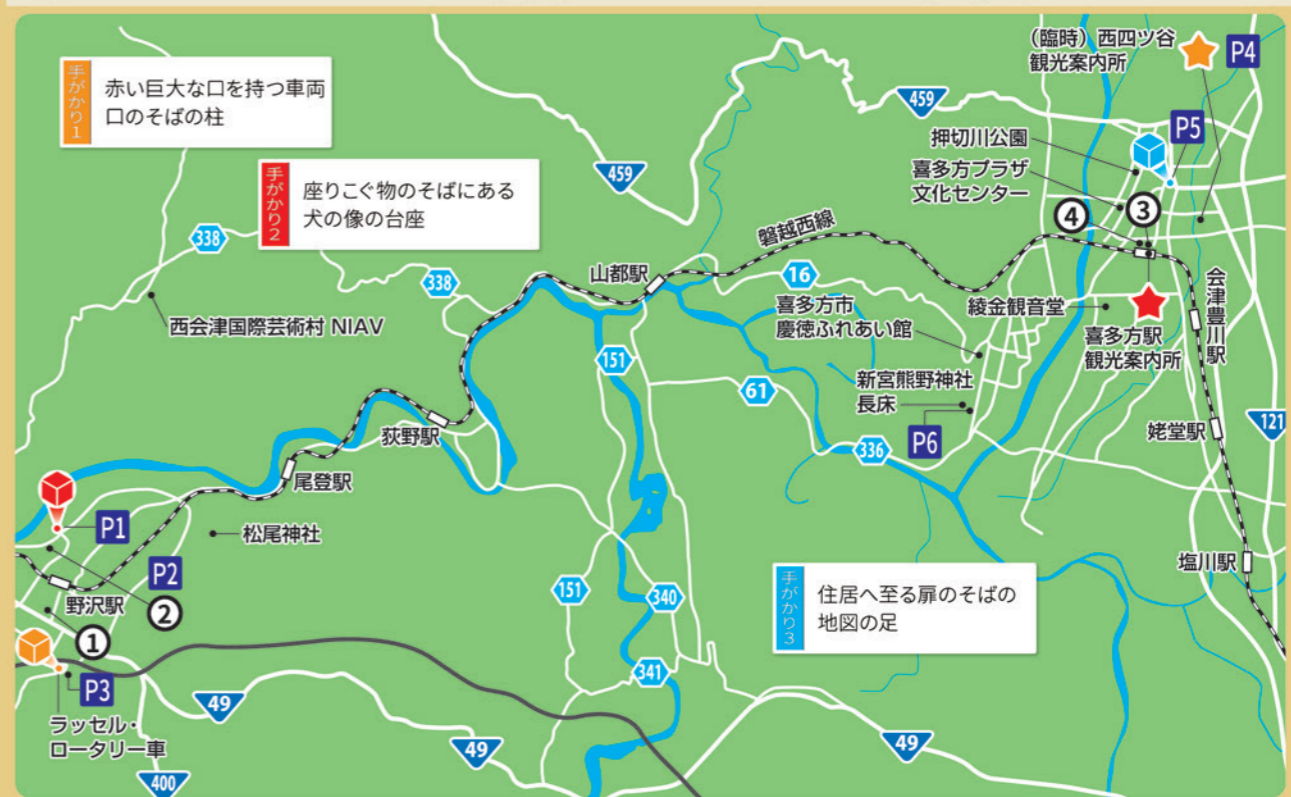 手がかり1
赤い巨大な口を持つ車両
口のそばの柱
手がかり2
座りこぐ物のそばにある
犬の像の台座
(臨時)西四ツ谷
観光案内所
P4
459
押切川公園
P5
喜多方プラザ
文化センター
459
④
③
磐越西線
338
338
山都駅
16
西会津国際芸術村 NIAV
喜多方市
慶徳ふれあい館
綾金観音堂
喜多方駅
観光案内所
会津豊川駅
151
61
新宮熊野神社
長床
P6
荻野駅
336
姥堂駅
121
尾登駅
P1
松尾神社
P2
野沢駅
②
①
151
340
手がかり3
住居へ至る扉のそばの
地図の足
塩川駅
341
P3
49
ラッセル・
ロータリー車
49
49
400